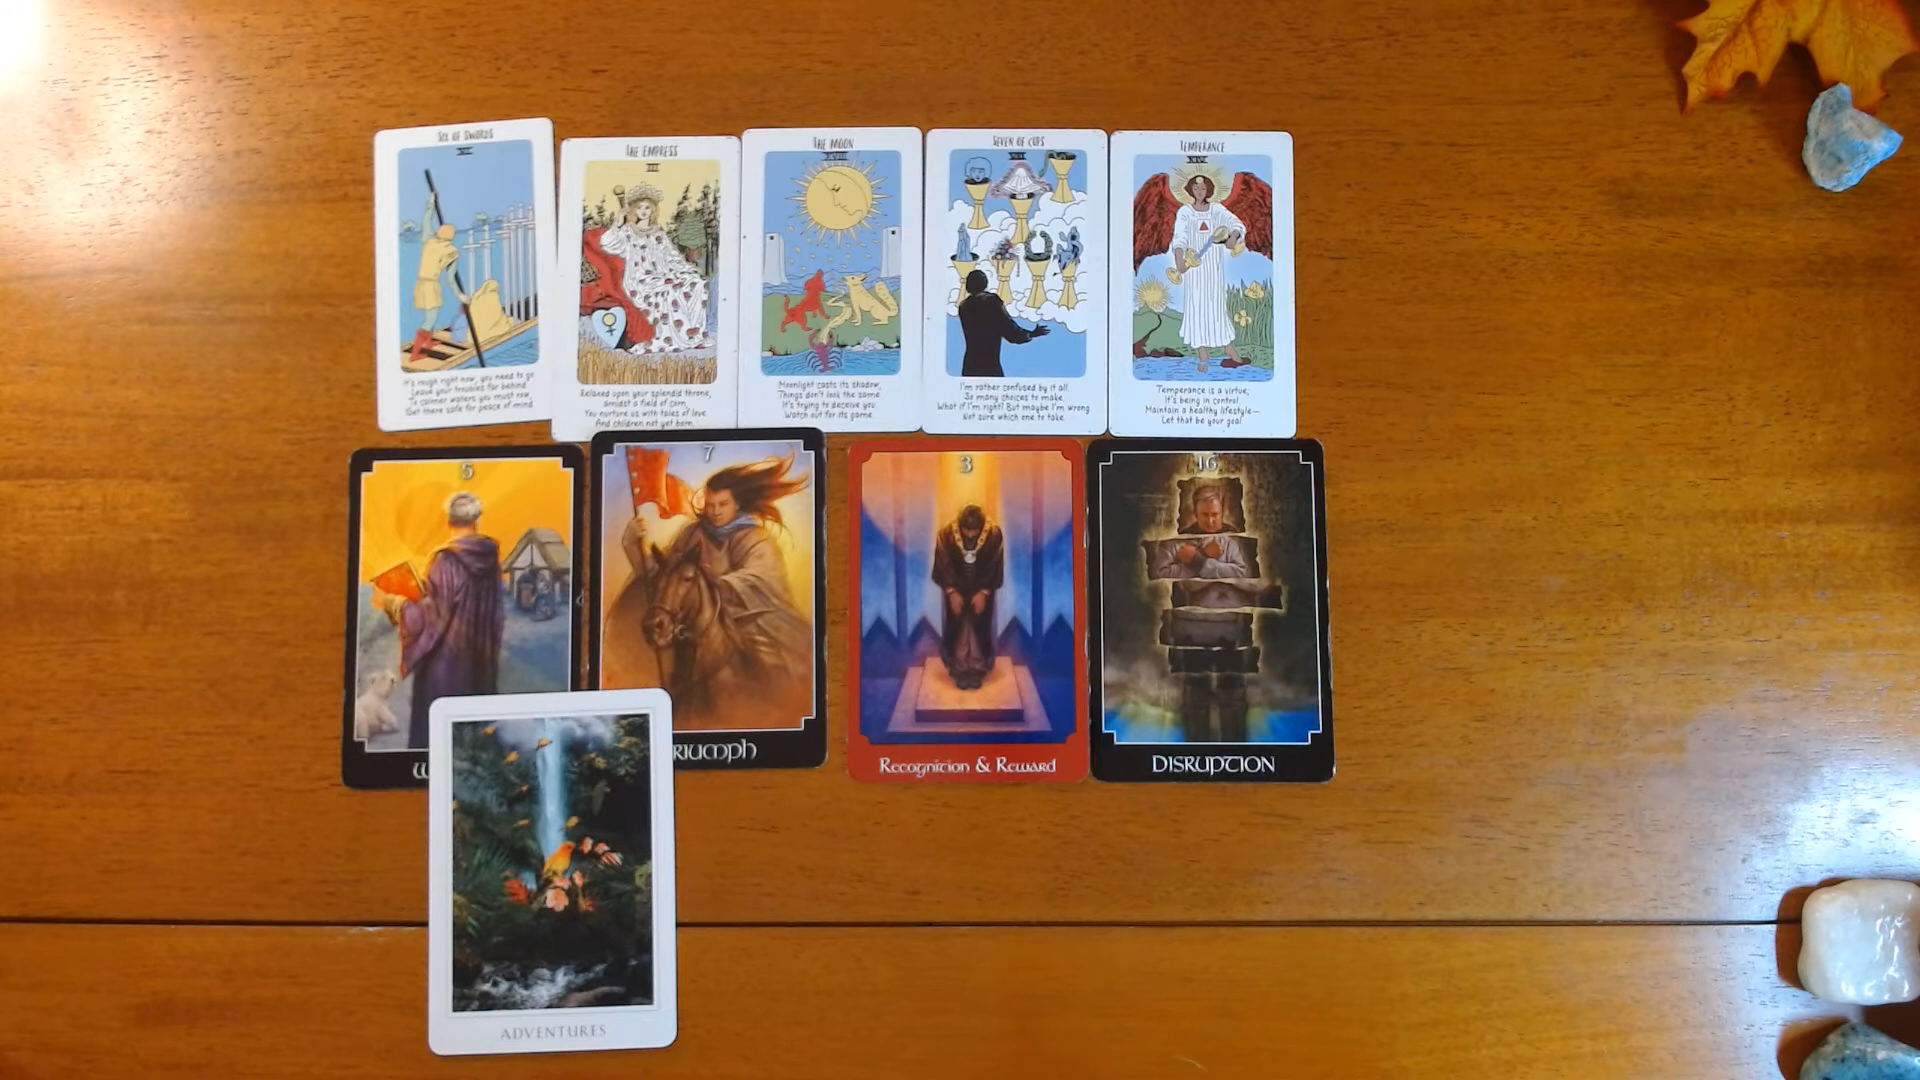 SIX OF SWORDS
VI
It's rough right now, you need to go
Leave your troubles far behind
To calmer waters you must row,
Get there safe for peace of mind
THE EMPRESS
III
Relaxed upon your splendid throne,
amidst a field of corn,
You nurture us with tales of love
And children not yet born.
THE MOON
XVIII
Moonlight casts its shadow,
Things don't look the same
It's trying to deceive you
Watch out for its game
SEVEN OF CUPS
VII
I'm rather confused by it all
So many choices to make.
What if I'm right? But maybe I'm wrong
Not sure which one to take.
TEMPERANCE
XIV
Temperance is a virtue,
It's being in control.
Maintain a healthy lifestyle—
Let that be your goal
5
W
7
RIUMPH
3
Recognition & Reward
16
DISRUPTION
ADVENTURES